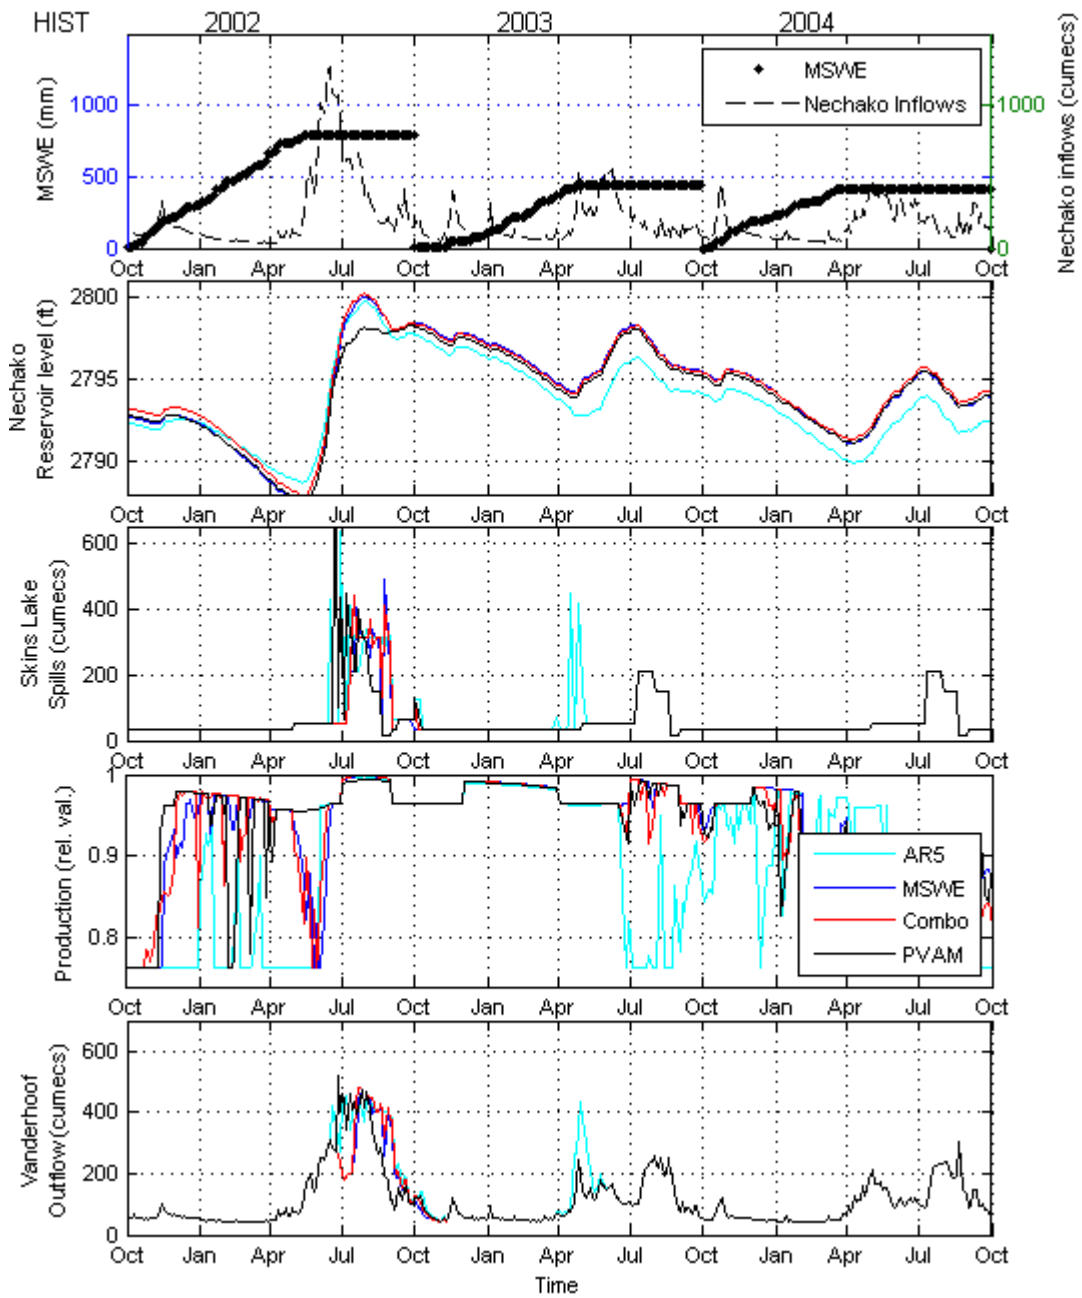 HIST 2002 2003 2004
MSWE
Nechako Inflows
MSWE (mm)
1000
500
0
Nechako inflows (cumecs)
1000
0
Oct Jan Apr Jul Oct Jan Apr Jul Oct Jan Apr Jul Oct
Nechako
Reservoir level (ft)
2800
2795
2790
Oct Jan Apr Jul Oct Jan Apr Jul Oct Jan Apr Jul Oct
Skins Lake
Spills (cumecs)
600
400
200
0
Oct Jan Apr Jul Oct Jan Apr Jul Oct Jan Apr Jul Oct
Production (rel val.)
1
0.9
0.8
AR5
MSWE
Combo
PVAM
Oct Jan Apr Jul Oct Jan Apr Jul Oct Jan Apr Jul Oct
Vanderhoof
Outflow (cumecs)
600
400
200
0
Oct Jan Apr Jul Oct Jan Apr Jul Oct Jan Apr Jul Oct
Time